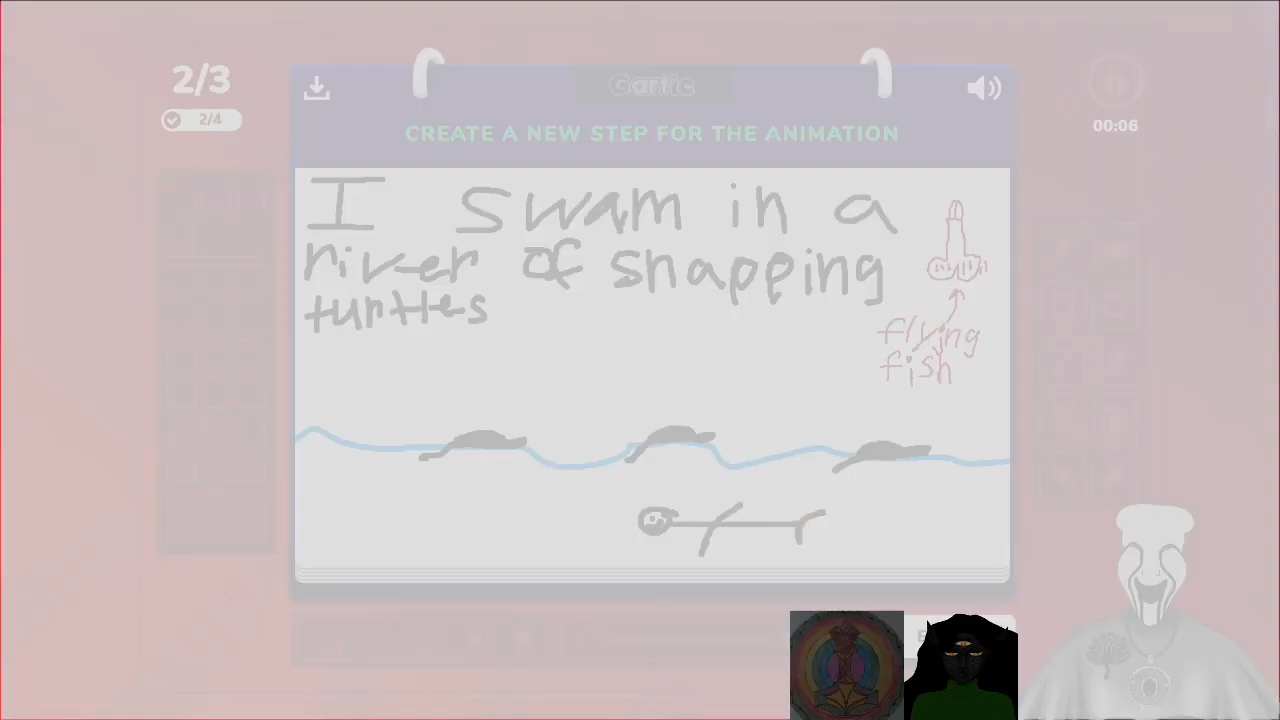 2/3
2/4
Gartic
00:06
CREATE A NEW STEP FOR THE ANIMATION
I swam in a
river of snapping
turtles
flying
fish